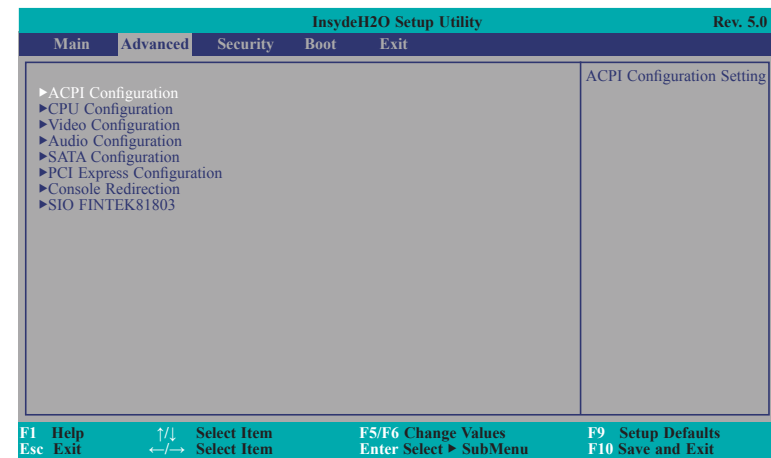 InsydeH2O Setup Utility Rev. 5.0
Main Advanced Security Boot Exit
ACPI Configuration Setting
▶ACPI Configuration
▶CPU Configuration
▶Video Configuration
▶Audio Configuration
▶SATA Configuration
▶PCI Express Configuration
▶Console Redirection
▶SIO FINTEK81803
F1 Help ↑/↓ Select Item F5/F6 Change Values F9 Setup Defaults
Esc Exit ←/→ Select Item Enter Select ▶ SubMenu F10 Save and Exit